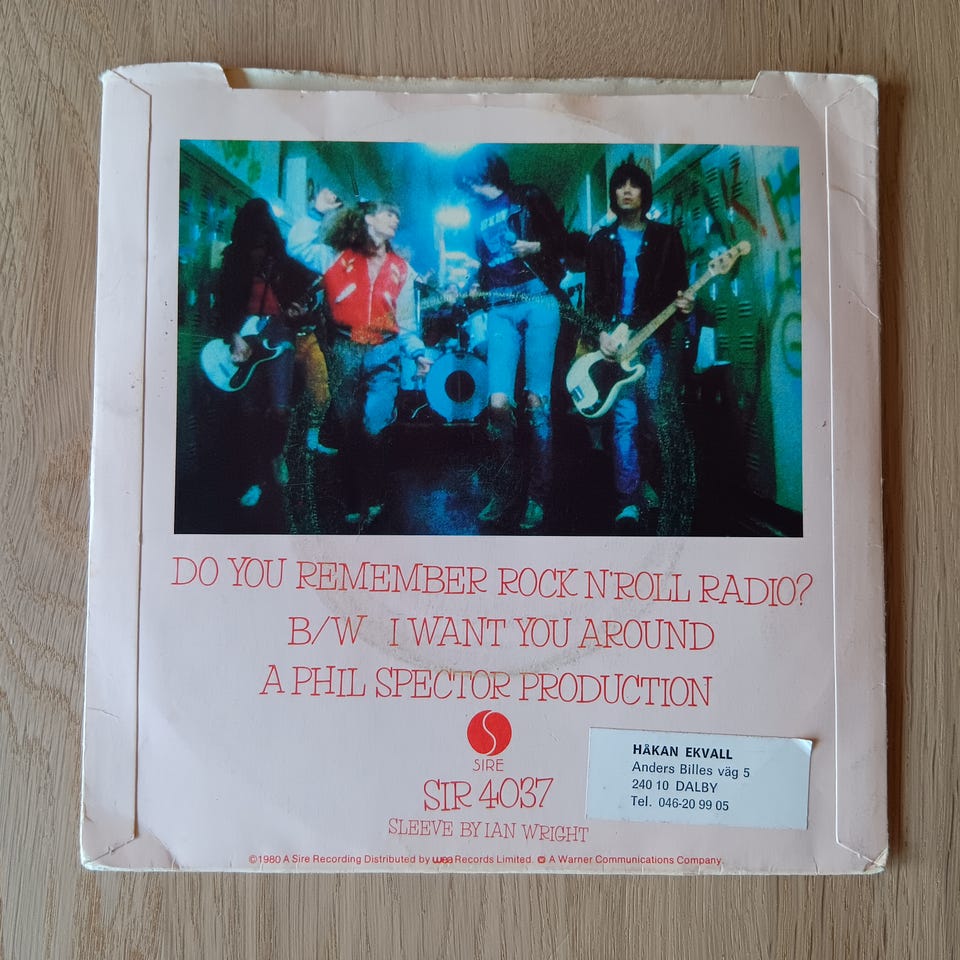 DO YOU REMEMBER ROCK N'ROLL RADIO?
B/W I WANT YOU AROUND
A PHIL SPECTOR PRODUCTION
SIRE
SIR 4037
SLEEVE BY IAN WRIGHT
©1980 A Sire Recording Distributed by wea Records Limited. A Warner Communications Company.
HÅKAN EKVALL
Anders Billes väg 5
240 10 DALBY
Tel. 046-20 99 05